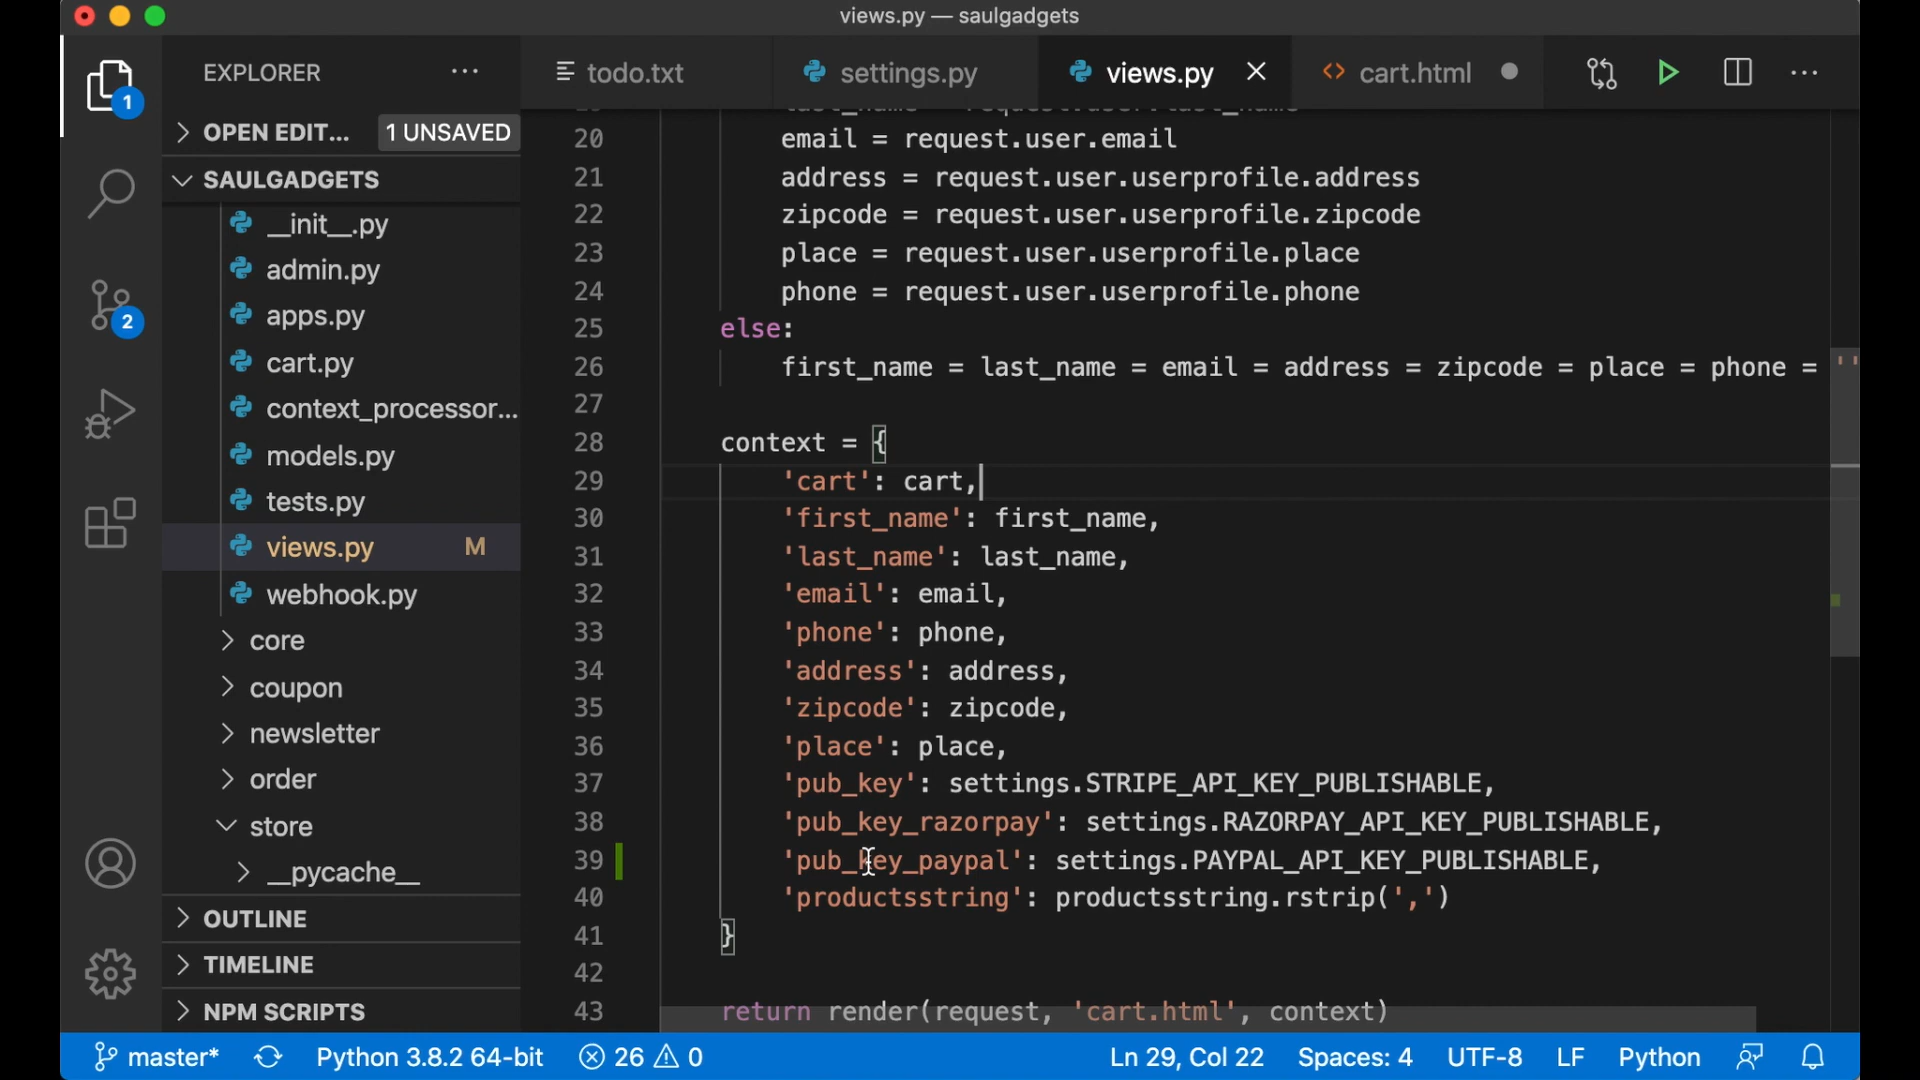 views.py — saulgadgets
EXPLORER
todo.txt
settings.py
views.py
cart.html
1
OPEN EDIT...
1 UNSAVED
SAULGADGETS
__init__.py
admin.py
apps.py
cart.py
context_processor...
models.py
tests.py
views.py M
webhook.py
core
coupon
newsletter
order
store
__pycache__
OUTLINE
TIMELINE
NPM SCRIPTS
2
20 email = request.user.email
21 address = request.user.userprofile.address
22 zipcode = request.user.userprofile.zipcode
23 place = request.user.userprofile.place
24 phone = request.user.userprofile.phone
25 else:
26 first_name = last_name = email = address = zipcode = place = phone = ''
27
28 context = {
29 'cart': cart,
30 'first_name': first_name,
31 'last_name': last_name,
32 'email': email,
33 'phone': phone,
34 'address': address,
35 'zipcode': zipcode,
36 'place': place,
37 'pub_key': settings.STRIPE_API_KEY_PUBLISHABLE,
38 'pub_key_razorpay': settings.RAZORPAY_API_KEY_PUBLISHABLE,
39 'pub_key_paypal': settings.PAYPAL_API_KEY_PUBLISHABLE,
40 'productsstring': productsstring.rstrip(',')
41 }
42
43 return render(request, 'cart.html', context)
master* Python 3.8.2 64-bit 26 0 Ln 29, Col 22 Spaces: 4 UTF-8 LF Python